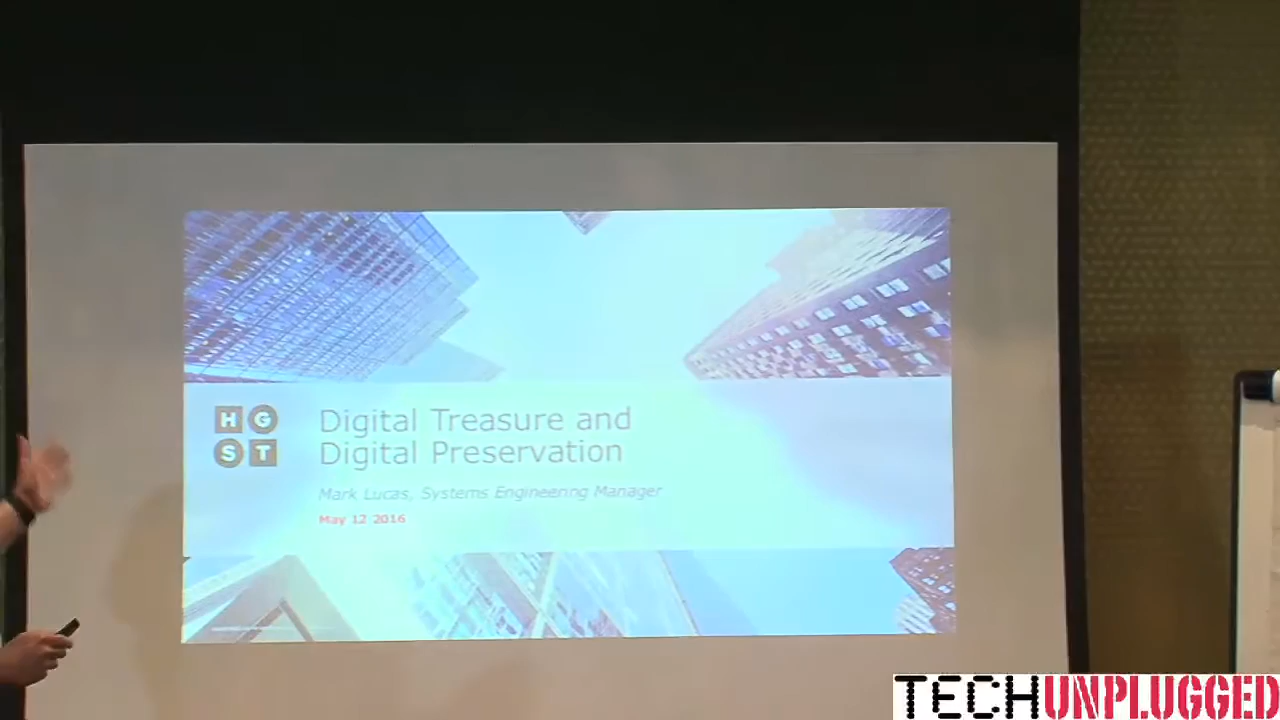 HG
ST
Digital Treasure and
Digital Preservation
Mark Lucas, Systems Engineering Manager
May 12 2016
TECHUNPLUGGED